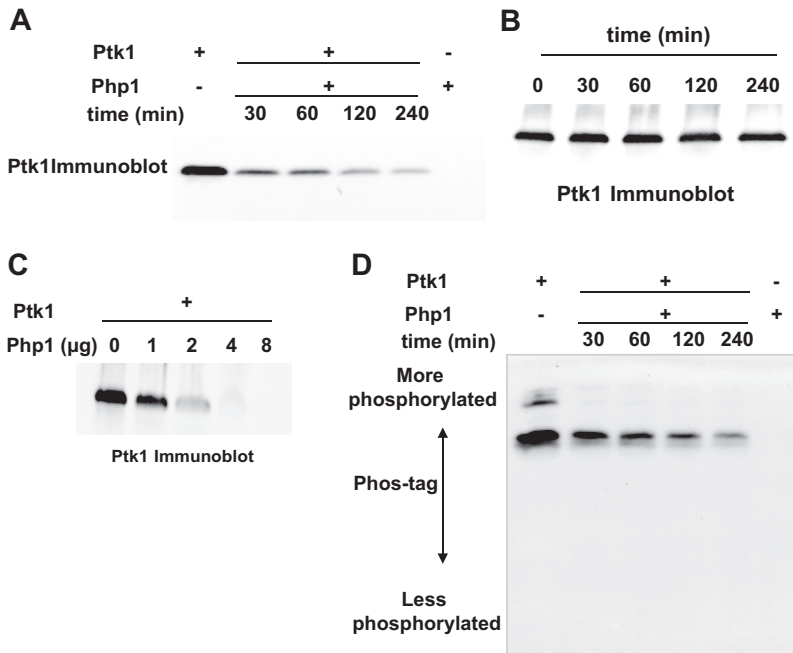 A
Ptk1 + + -
Php1 - + +
time (min) 30 60 120 240
Ptk1Immunoblot
B
time (min)
0 30 60 120 240
Ptk1 Immunoblot
C
Ptk1 +
Php1 (μg) 0 1 2 4 8
Ptk1 Immunoblot
D
Ptk1 + + -
Php1 - + +
time (min) 30 60 120 240
More
phosphorylated
Phos-tag
Less
phosphorylated